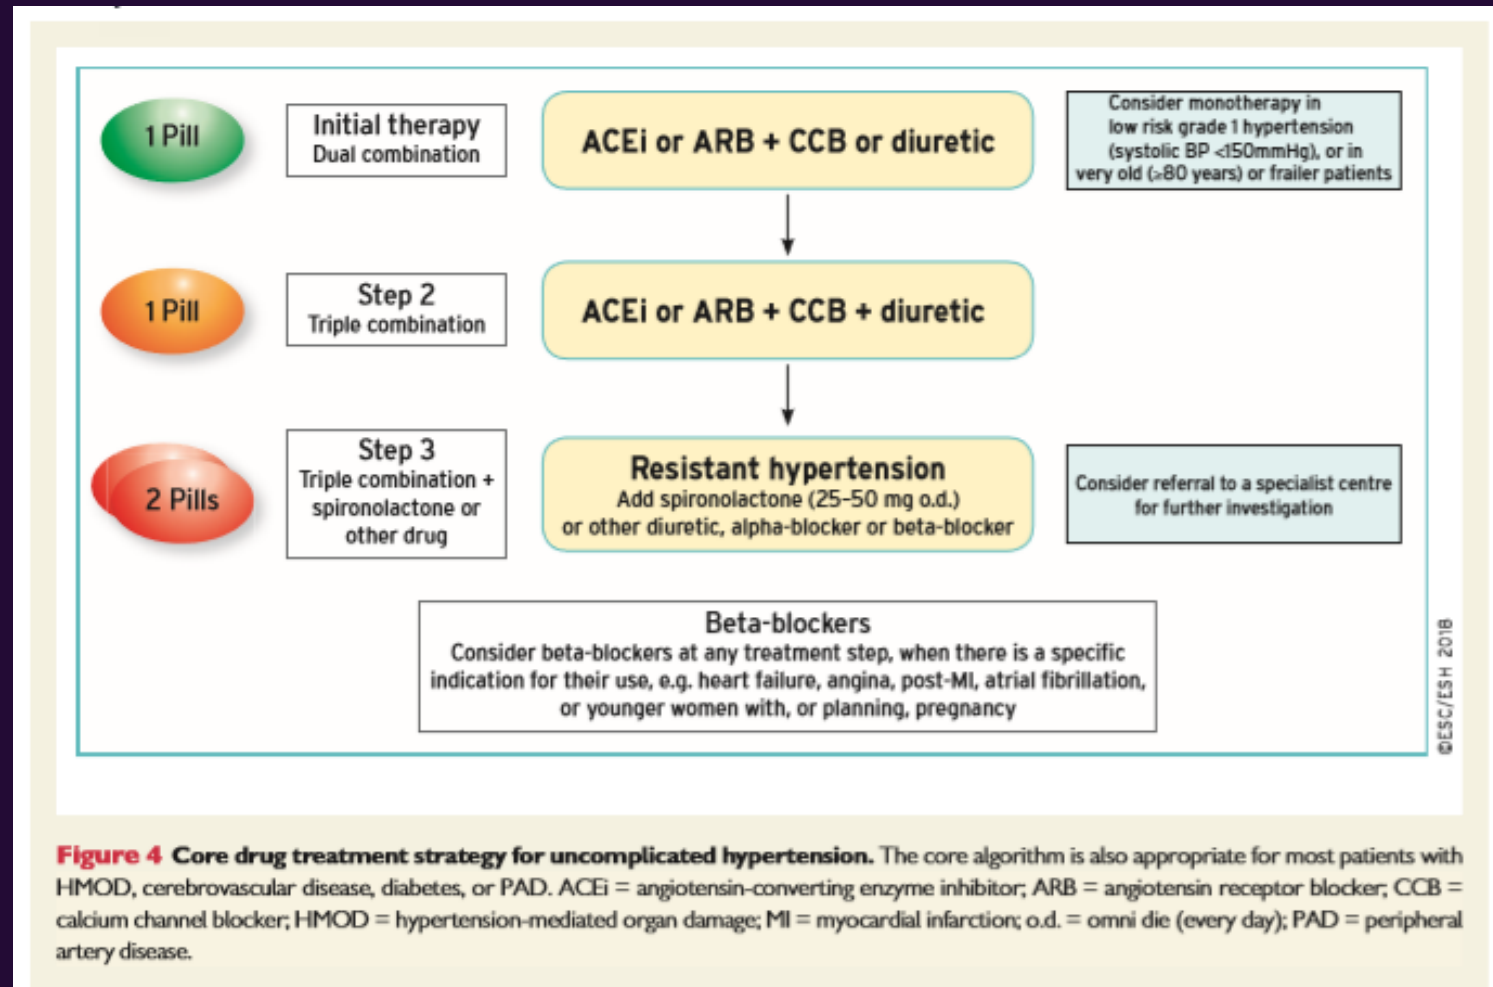 1 Pill
Initial therapy
Dual combination
ACEi or ARB + CCB or diuretic
Consider monotherapy in
low risk grade 1 hypertension
(systolic BP <150mmHg), or in
very old (≥80 years) or frailer patients
1 Pill
Step 2
Triple combination
ACEi or ARB + CCB + diuretic
2 Pills
Step 3
Triple combination +
spironolactone or
other drug
Resistant hypertension
Add spironolactone (25–50 mg o.d.)
or other diuretic, alpha-blocker or beta-blocker
Consider referral to a specialist centre
for further investigation
Beta-blockers
Consider beta-blockers at any treatment step, when there is a specific
indication for their use, e.g. heart failure, angina, post-MI, atrial fibrillation,
or younger women with, or planning, pregnancy
©ESC/ESH 2018
Figure 4 Core drug treatment strategy for uncomplicated hypertension. The core algorithm is also appropriate for most patients with
HMOD, cerebrovascular disease, diabetes, or PAD. ACEi = angiotensin-converting enzyme inhibitor; ARB = angiotensin receptor blocker; CCB =
calcium channel blocker; HMOD = hypertension-mediated organ damage; MI = myocardial infarction; o.d. = omni die (every day); PAD = peripheral
artery disease.